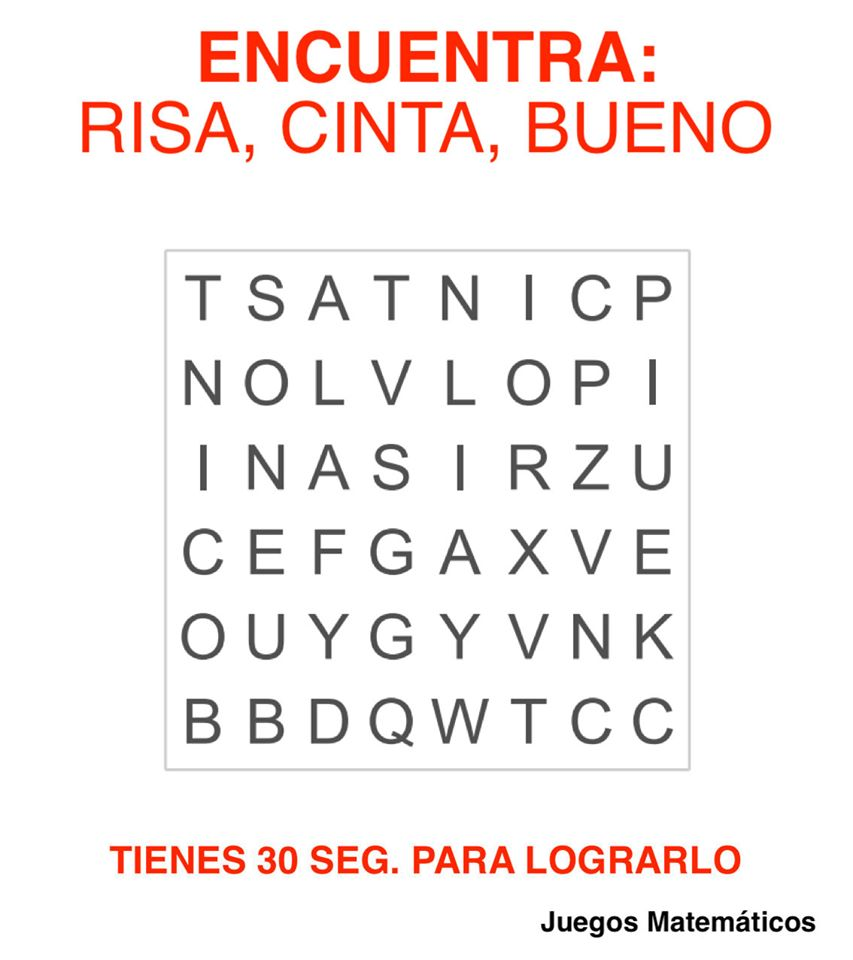 ENCUENTRA:
RISA, CINTA, BUENO
T S A T N I C P
N O L V L O P I
I N A S I R Z U
C E F G A X V E
O U Y G Y V N K
B B D Q W T C C
TIENES 30 SEG. PARA LOGRARLO
Juegos Matemáticos